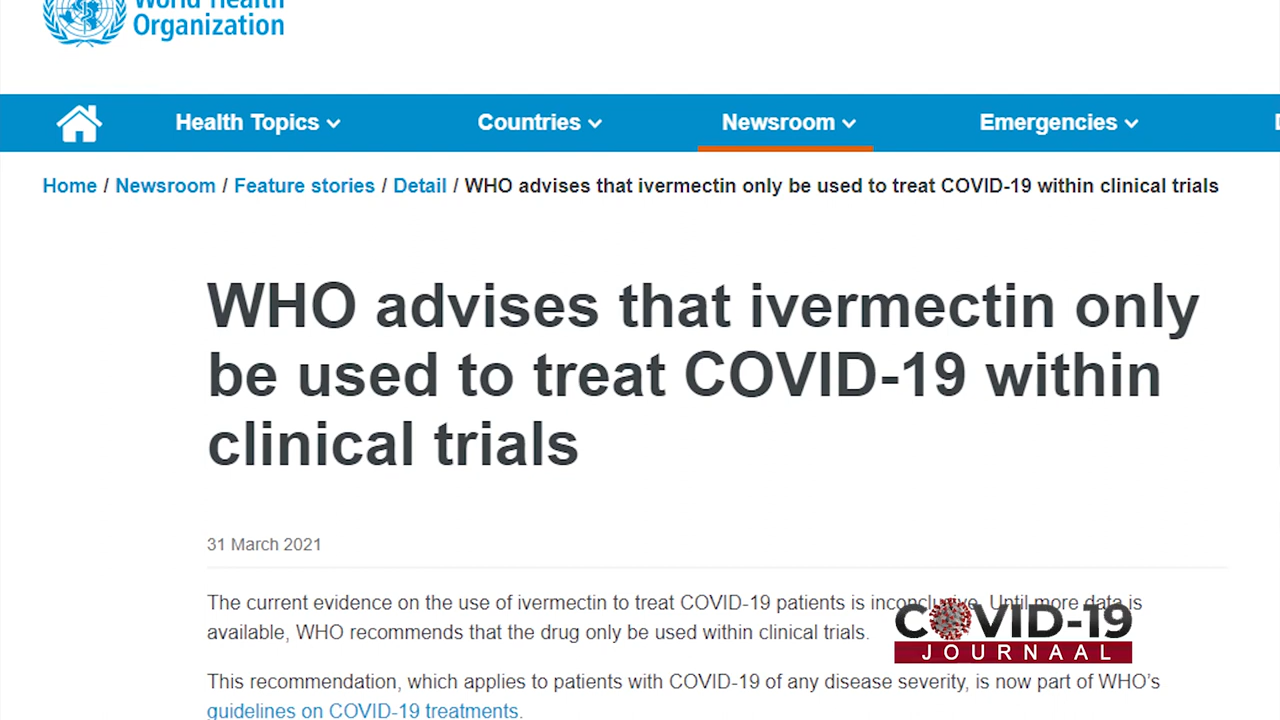 World Health
Organization
Health Topics
Countries
Newsroom
Emergencies
Home / Newsroom / Feature stories / Detail / WHO advises that ivermectin only be used to treat COVID-19 within clinical trials
WHO advises that ivermectin only
be used to treat COVID-19 within
clinical trials
31 March 2021
The current evidence on the use of ivermectin to treat COVID-19 patients is inconclusive. Until more data is
available, WHO recommends that the drug only be used within clinical trials.
COVID-19
JOURNAAL
This recommendation, which applies to patients with COVID-19 of any disease severity, is now part of WHO's
guidelines on COVID-19 treatments.